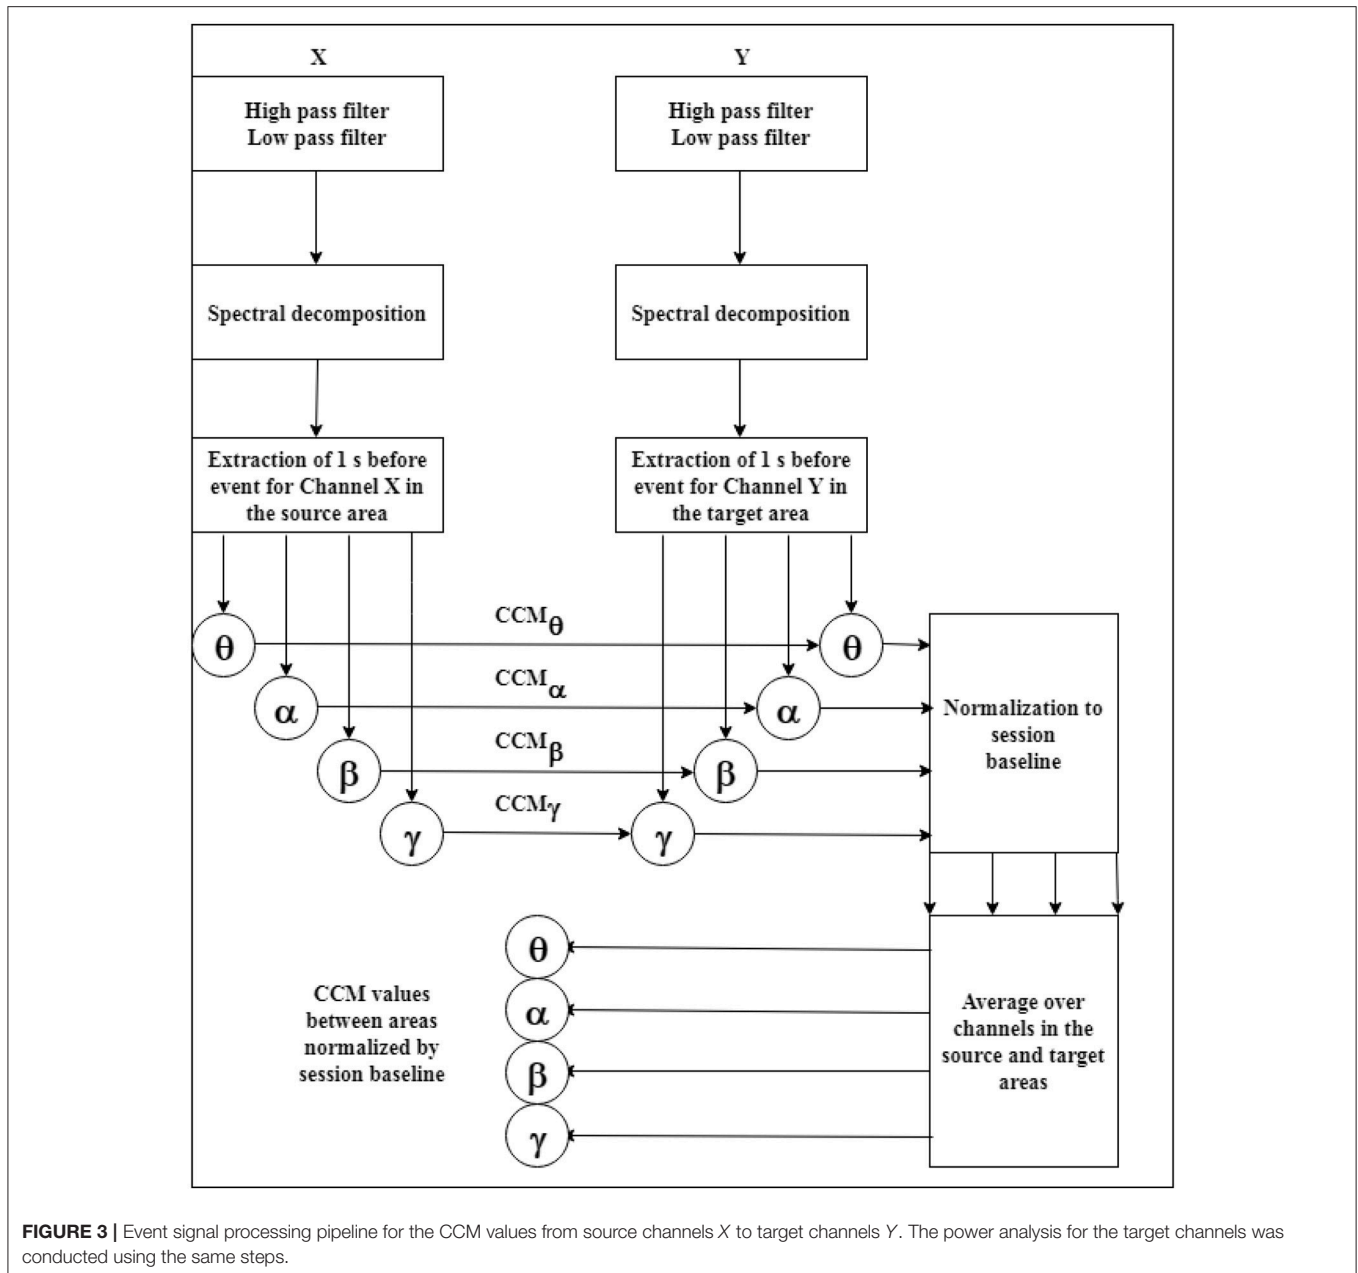 X
Y
High pass filter
Low pass filter
High pass filter
Low pass filter
Spectral decomposition
Spectral decomposition
Extraction of 1 s before
event for Channel X in
the source area
Extraction of 1 s before
event for Channel Y in
the target area
θ
CCMθ
θ
α
CCMα
α
β
CCMβ
β
γ
CCMγ
γ
Normalization to
session
baseline
θ
α
β
γ
CCM values
between areas
normalized by
session baseline
Average over
channels in the
source and target
areas
FIGURE 3 | Event signal processing pipeline for the CCM values from source channels X to target channels Y. The power analysis for the target channels was
conducted using the same steps.